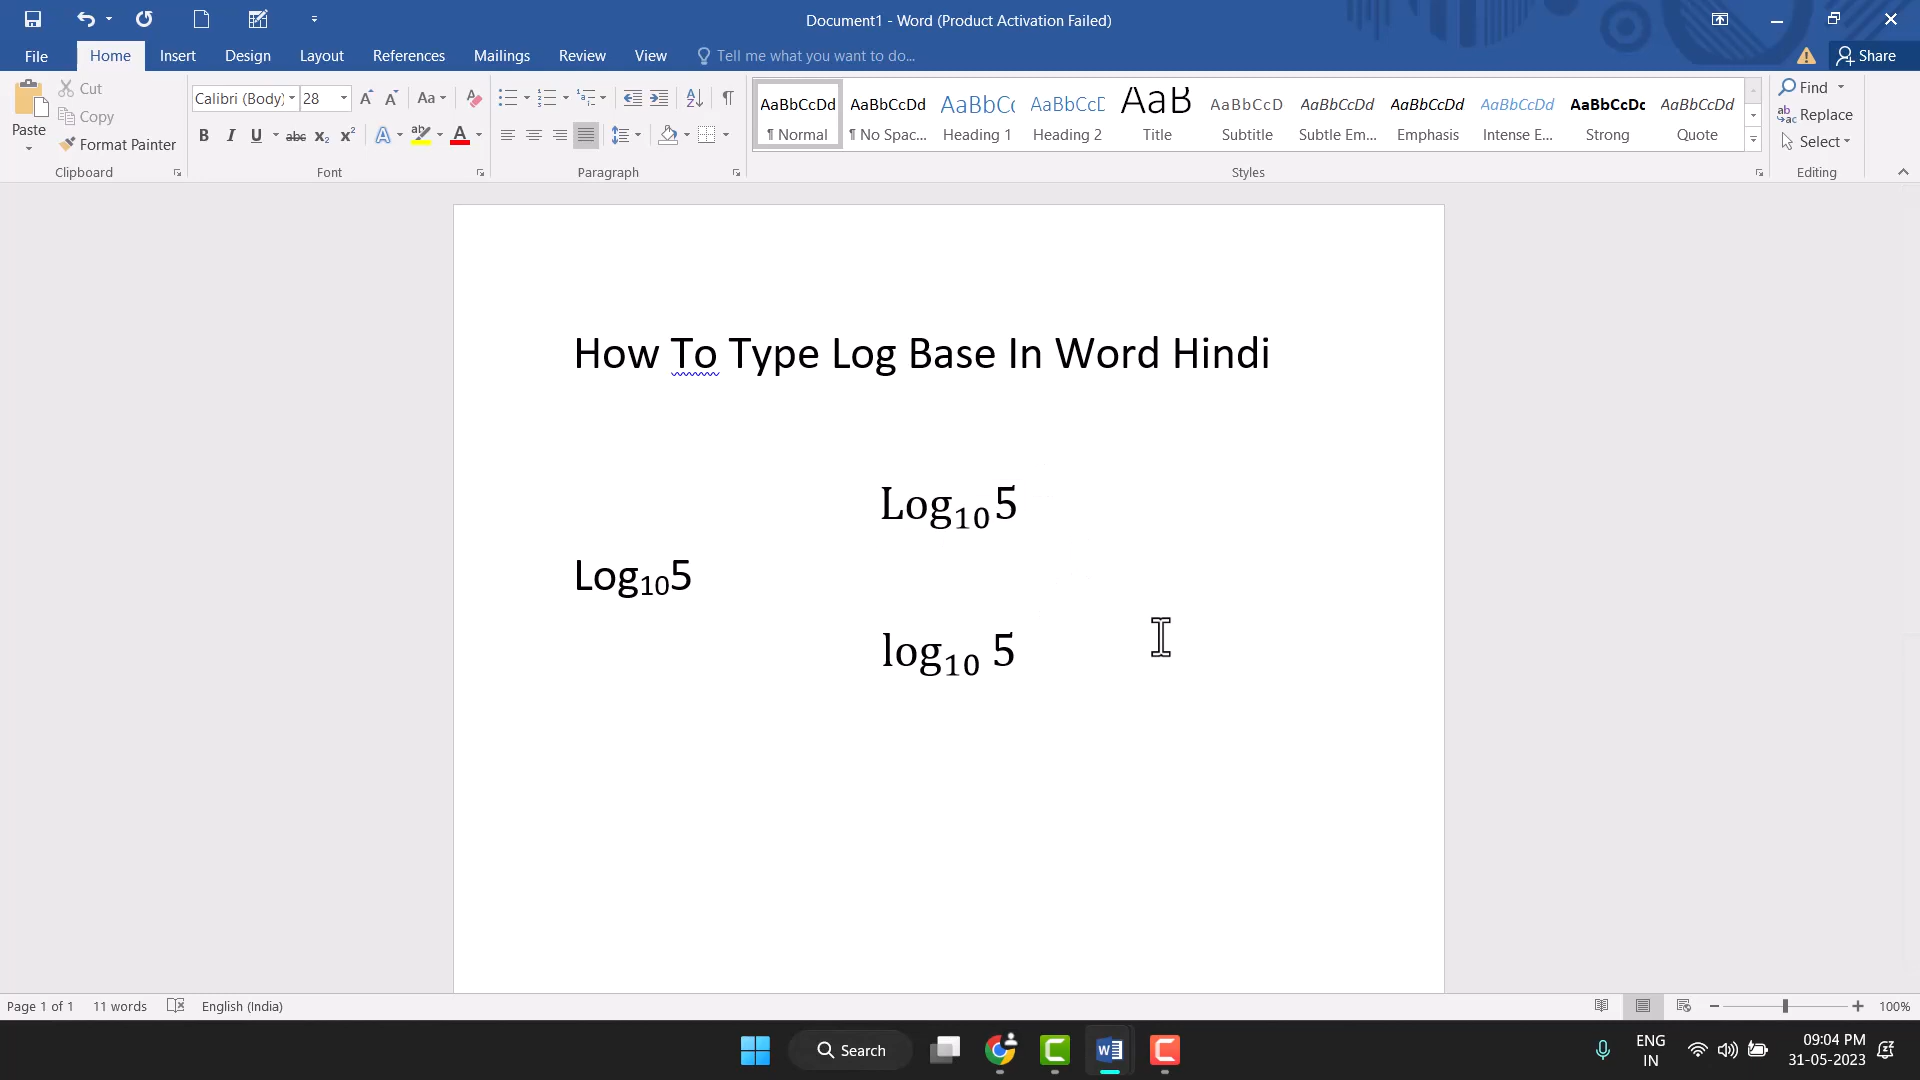 Document1 - Word (Product Activation Failed)
File Home Insert Design Layout References Mailings Review View Tell me what you want to do... Share
Paste Cut Copy Format Painter Clipboard
Calibri (Body) 28 Aa Font
Paragraph
AaBbCcDd AaBbCcDd AaBbCc AaBbCcD AaB AaBbCcD AaBbCcDd AaBbCcDd AaBbCcDd AaBbCcDc AaBbCcDd
¶ Normal ¶ No Spac... Heading 1 Heading 2 Title Subtitle Subtle Em... Emphasis Intense E... Strong Quote
Styles
Find
Replace
Select
Editing
How To Type Log Base In Word Hindi
Log₁₀5
Log₁₀5
log₁₀ 5
Page 1 of 1 11 words English (India) 100%
Search
ENG
IN
09:04 PM
31-05-2023